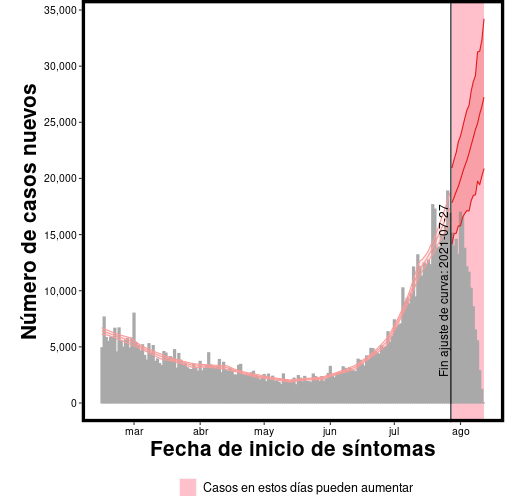 35,000
30,000
25,000
20,000
15,000
10,000
5,000
0
Número de casos nuevos
Fin ajuste de curva: 2021-07-27
mar abr may jun jul ago
Fecha de inicio de síntomas
Casos en estos días pueden aumentar